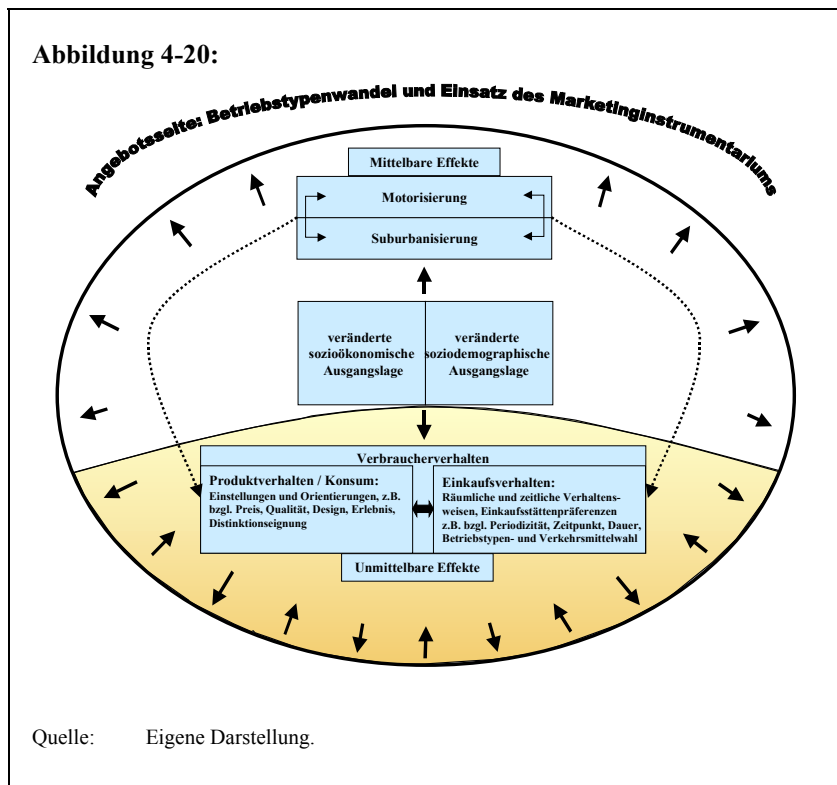 Abbildung 4-20:
Angebotsseite: Betriebstypenwandel und Einsatz des Marketinginstrumentariums
Mittelbare Effekte
Motorisierung
Suburbanisierung
veränderte
sozioökonomische
Ausgangslage
veränderte
soziodemographische
Ausgangslage
Verbraucherverhalten
Produktverhalten / Konsum:
Einstellungen und Orientierungen, z.B.
bzgl. Preis, Qualität, Design, Erlebnis,
Distinktionseignung
Einkaufsverhalten:
Räumliche und zeitliche Verhaltens-
weisen, Einkaufsstättenpräferenzen
z.B. bzgl. Periodizität, Zeitpunkt, Dauer,
Betriebstypen- und Verkehrsmittelwahl
Unmittelbare Effekte
Quelle: Eigene Darstellung.